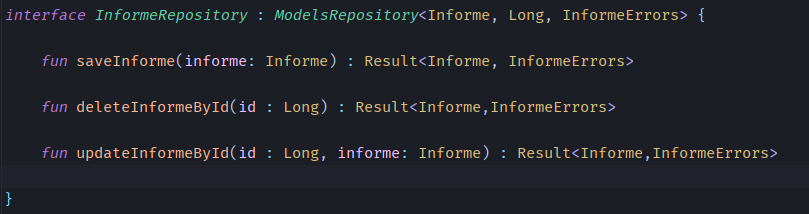 interface InformeRepository : ModelsRepository<Informe, Long, InformeErrors> {
fun saveInforme(informe: Informe) : Result<Informe, InformeErrors>
fun deleteInformeById(id : Long) : Result<Informe,InformeErrors>
fun updateInformeById(id : Long, informe: Informe) : Result<Informe,InformeErrors>
}